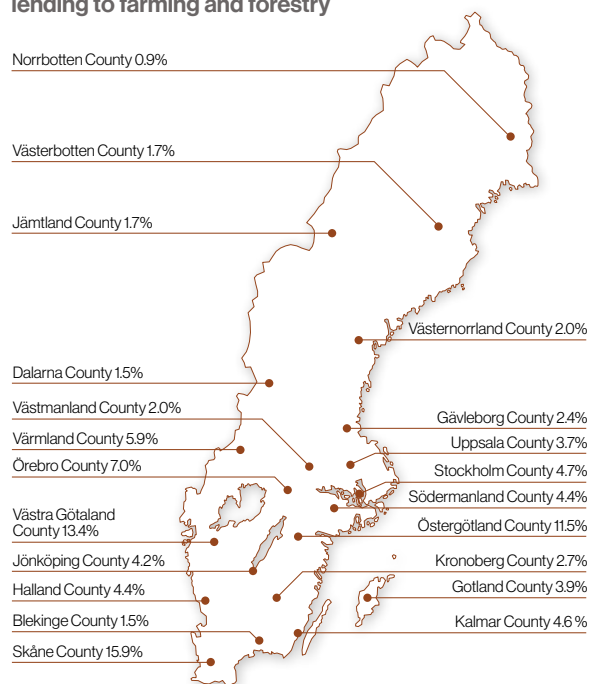 lending to farming and forestry
Norrbotten County 0.9%
Västerbotten County 1.7%
Jämtland County 1.7%
Västernorrland County 2.0%
Dalarna County 1.5%
Västmanland County 2.0%
Värmland County 5.9%
Örebro County 7.0%
Västra Götaland
County 13.4%
Jönköping County 4.2%
Halland County 4.4%
Blekinge County 1.5%
Skåne County 15.9%
Gävleborg County 2.4%
Uppsala County 3.7%
Stockholm County 4.7%
Södermanland County 4.4%
Östergötland County 11.5%
Kronoberg County 2.7%
Gotland County 3.9%
Kalmar County 4.6 %